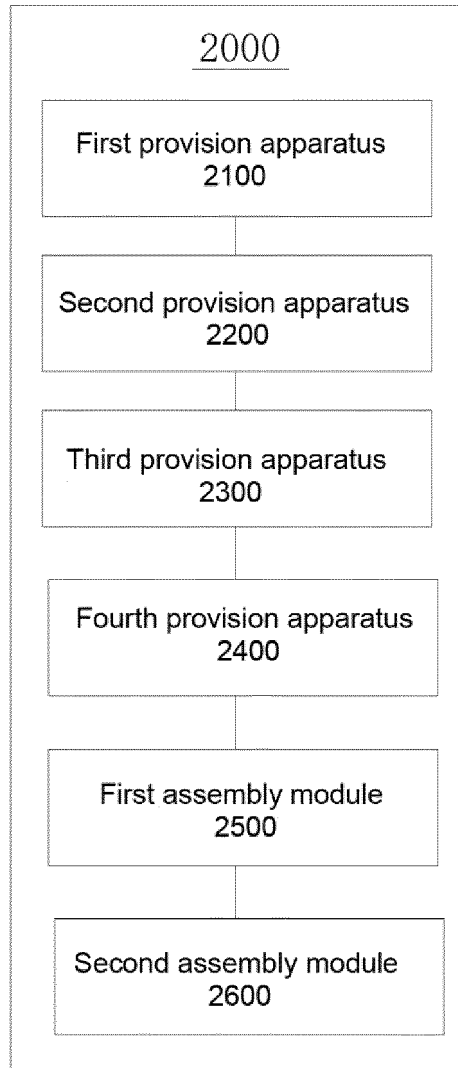 2000
First provision apparatus
2100
Second provision apparatus
2200
Third provision apparatus
2300
Fourth provision apparatus
2400
First assembly module
2500
Second assembly module
2600